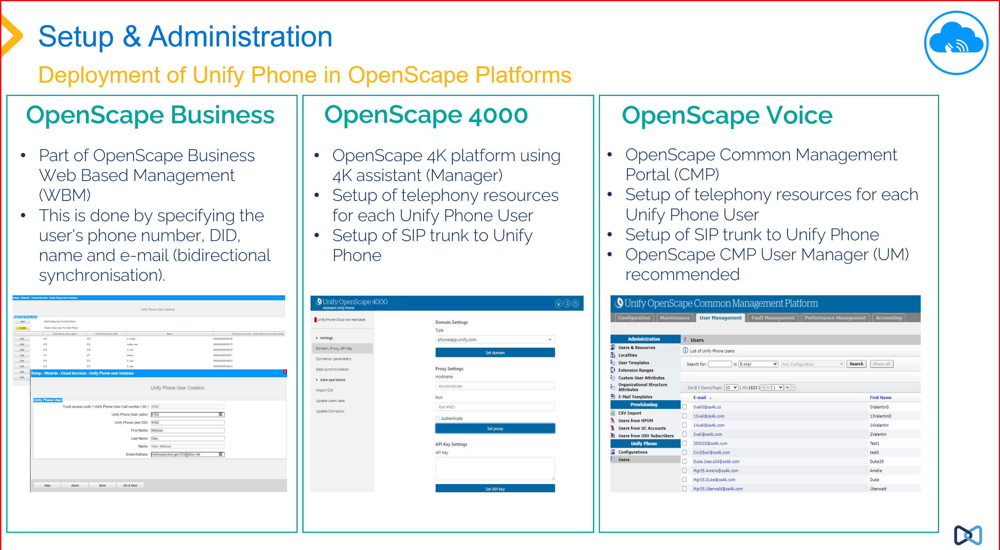 Setup & Administration
Deployment of Unify Phone in OpenScape Platforms
OpenScape Business
• Part of OpenScape Business
Web Based Management
(WBM)
• This is done by specifying the
user's phone number, DID,
name and e-mail (bidirectional
synchronisation).
Setup - Wizards - Cloud Services - Unify Phone user instance
Unify Phone User Instance
Add Unify Phone User
Add Add Existing User To Unify Phone
Create Create a New User For Unify Phone
Unify Phone User callno Unify Phone User DID Name Trunk access code + Unify Phone User Call number
Edit 219 219 2, mulap 8550049308196199
Edit 218 218 mulap, new 8550049308196170
Edit 210 210 3, user 8550049308196210
Edit 211 211 tname 8550049308196211
Edit 212 212 5, user 8550049308196212
Edit 213 213 6, user 8550049308196213
Edit
Edit
Setup - Wizards - Cloud Services - Unify Phone user instance
Unify Phone User Creation
Unify Phone User
Trunk access code + Unify Phone User Call number ( 80 ) 9162
Unify Phone User callno: 9162
Unify Phone User DID: 9162
First Name: Melisso
Last Name: Geo
Name: Geo, Melisso
Email Address: melissopoulos.geo103@atos.net
Help Abort Back OK & Next
OpenScape 4000
• OpenScape 4K platform using
4K assistant (Manager)
• Setup of telephony resources
for each Unify Phone User
• Setup of SIP trunk to Unify
Phone
Unify OpenScape 4000
Assistant Unify Phone
Unify Phone Cloud not reachable
Settings
Domain, Proxy, API Key
Connector parameters
Data synchronization
Data operations
Import CSV
Update users data
Update Connector
Domain Settings
Type
phoneapp.unify.com
Set domain
Proxy Settings
Hostname
xxx.xxx.xxx.xxx
Port
Port #NO
Authenticate
Set proxy
API Key Settings
API Key
Set API Key
OpenScape Voice
• OpenScape Common Management
Portal (CMP)
• Setup of telephony resources for each
Unify Phone User
• Setup of SIP trunk to Unify Phone
• OpenScape CMP User Manager (UM)
recommended
Unify OpenScape Common Management Platform
Configuration Maintenance User Management Fault Management Performance Management Accounting
Administration
Users & Resources
Localities
User Templates
Extension Ranges
Custom User Attributes
Organizational Structure
Attributes
E-Mail Templates
Provisioning
CSV Import
Users from HPUM
Users from UC Accounts
Users from OSV Subscribers
Unify Phone
Configurations
Users
Users
List of Unify Phone Users
Search for: in E-mail Any Configuration Search Show all
Sel:0 | Items/Page: 20 | All:1633 | 1
E-mail First Name
0vali0@os4k.co 0Valentin0
13vali@os4k.com 13ValentinD
14vali@os4k.com 14Valentin
2vali@os4k.com 2Valentin
350025@os4k.com Test1
Circ05sol@os4k.com test5
Duke.Jose.s34@os4k.com Duke35
Mgr35.Amelie@os4k.com Amélie
Mgr35.Duke@os4k.com Duke
Mgr35.Uberwald@os4k.com Überwald